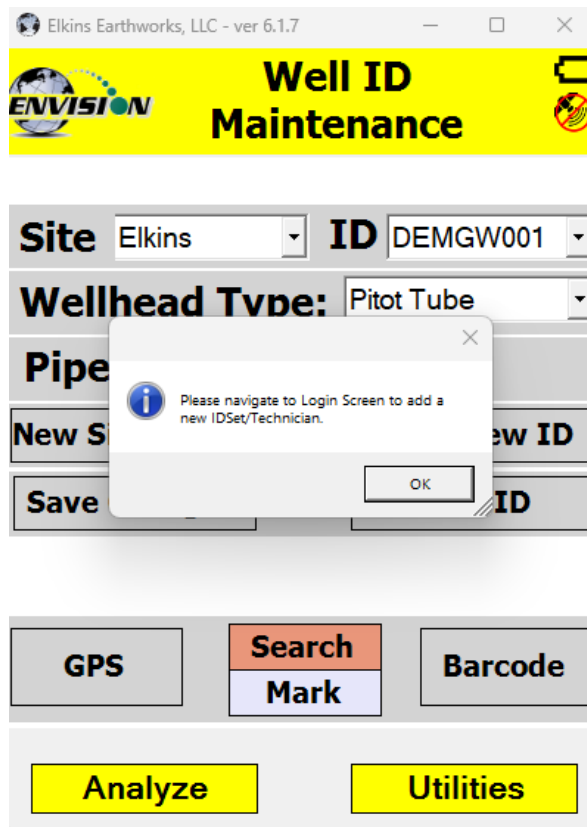 Elkins Earthworks, LLC - ver 6.1.7
ENVISION
Well ID
Maintenance
Site Elkins ID DEMGW001
Wellhead Type: Pitot Tube
Pipe
Please navigate to Login Screen to add a
new IDSet/Technician.
New Si ew ID
OK
Save ID
GPS Search Barcode
Mark
Analyze Utilities